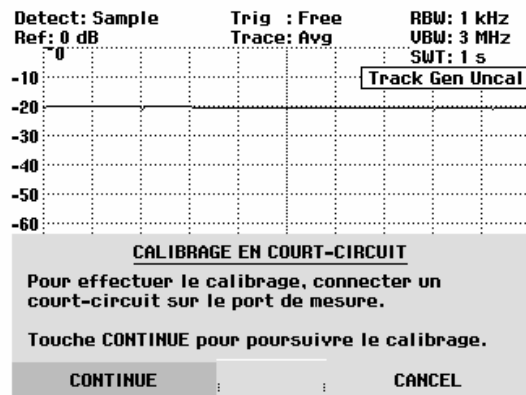 Detect: Sample Trig : Free RBW: 1 kHz
Ref: 0 dB Trace: Avg VBW: 3 MHz
0 SWT: 1 s
-10 Track Gen Uncal
-20
-30
-40
-50
-60
CALIBRAGE EN COURT-CIRCUIT
Pour effectuer le calibrage, connecter un
court-circuit sur le port de mesure.
Touche CONTINUE pour poursuivre le calibrage.
CONTINUE CANCEL